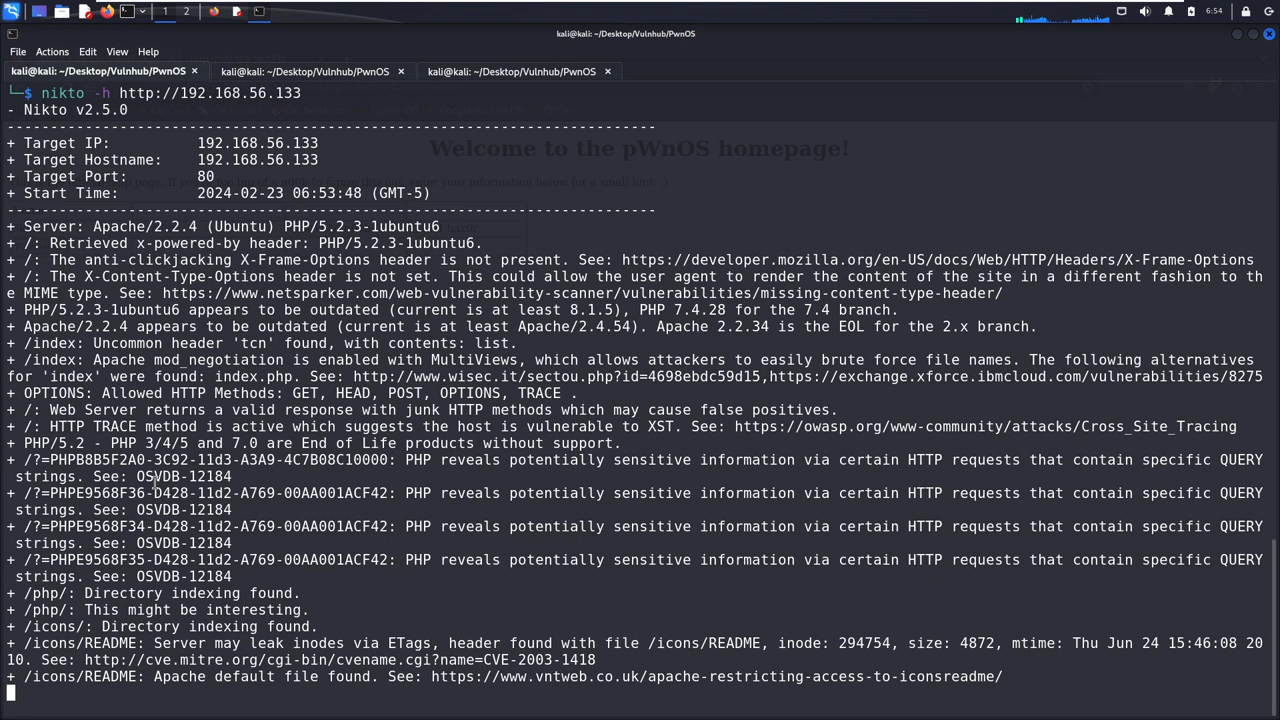 1 2 6:54
kali@kali: ~/Desktop/Vulnhub/PwnOS
File Actions Edit View Help
kali@kali: ~/Desktop/Vulnhub/PwnOS × kali@kali: ~/Desktop/Vulnhub/PwnOS × kali@kali: ~/Desktop/Vulnhub/PwnOS ×
└─$ nikto -h http://192.168.56.133
- Nikto v2.5.0
---------------------------------------------------------------------------
+ Target IP:          192.168.56.133
+ Target Hostname:    192.168.56.133
Welcome to the pWnOS homepage!
+ Target Port:        80
+ Start Time:         2024-02-23 06:53:48 (GMT-5)
---------------------------------------------------------------------------
+ Server: Apache/2.2.4 (Ubuntu) PHP/5.2.3-1ubuntu6
+ /: Retrieved x-powered-by header: PHP/5.2.3-1ubuntu6.
+ /: The anti-clickjacking X-Frame-Options header is not present. See: https://developer.mozilla.org/en-US/docs/Web/HTTP/Headers/X-Frame-Options
+ /: The X-Content-Type-Options header is not set. This could allow the user agent to render the content of the site in a different fashion to th
e MIME type. See: https://www.netsparker.com/web-vulnerability-scanner/vulnerabilities/missing-content-type-header/
+ PHP/5.2.3-1ubuntu6 appears to be outdated (current is at least 8.1.5), PHP 7.4.28 for the 7.4 branch.
+ Apache/2.2.4 appears to be outdated (current is at least Apache/2.4.54). Apache 2.2.34 is the EOL for the 2.x branch.
+ /index: Uncommon header 'tcn' found, with contents: list.
+ /index: Apache mod_negotiation is enabled with MultiViews, which allows attackers to easily brute force file names. The following alternatives
for 'index' were found: index.php. See: http://www.wisec.it/sectou.php?id=4698ebdc59d15,https://exchange.xforce.ibmcloud.com/vulnerabilities/8275
+ OPTIONS: Allowed HTTP Methods: GET, HEAD, POST, OPTIONS, TRACE .
+ /: Web Server returns a valid response with junk HTTP methods which may cause false positives.
+ /: HTTP TRACE method is active which suggests the host is vulnerable to XST. See: https://owasp.org/www-community/attacks/Cross_Site_Tracing
+ PHP/5.2 - PHP 3/4/5 and 7.0 are End of Life products without support.
+ /?=PHPB8B5F2A0-3C92-11d3-A3A9-4C7B08C10000: PHP reveals potentially sensitive information via certain HTTP requests that contain specific QUERY
strings. See: OSVDB-12184
+ /?=PHPE9568F36-D428-11d2-A769-00AA001ACF42: PHP reveals potentially sensitive information via certain HTTP requests that contain specific QUERY
strings. See: OSVDB-12184
+ /?=PHPE9568F34-D428-11d2-A769-00AA001ACF42: PHP reveals potentially sensitive information via certain HTTP requests that contain specific QUERY
strings. See: OSVDB-12184
+ /?=PHPE9568F35-D428-11d2-A769-00AA001ACF42: PHP reveals potentially sensitive information via certain HTTP requests that contain specific QUERY
strings. See: OSVDB-12184
+ /php/: Directory indexing found.
+ /php/: This might be interesting.
+ /icons/: Directory indexing found.
+ /icons/README: Server may leak inodes via ETags, header found with file /icons/README, inode: 294754, size: 4872, mtime: Thu Jun 24 15:46:08 20
10. See: http://cve.mitre.org/cgi-bin/cvename.cgi?name=CVE-2003-1418
+ /icons/README: Apache default file found. See: https://www.vntweb.co.uk/apache-restricting-access-to-iconsreadme/